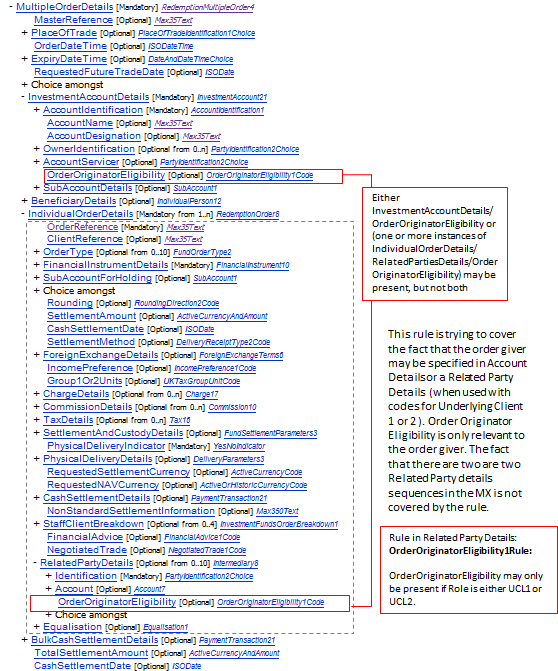 - MultipleOrderDetails [Mandatory] RedemptionMultipleOrder4
MasterReference [Optional] Max35Text
+ PlaceOfTrade [Optional] PlaceOfTradeIdentification1Choice
OrderDateTime [Optional] ISODateTime
+ ExpiryDateTime [Optional] DateAndDateTimeChoice
RequestedFutureTradeDate [Optional] ISODate
+ Choice amongst
- InvestmentAccountDetails [Mandatory] InvestmentAccount21
+ AccountIdentification [Mandatory] AccountIdentification1
AccountName [Optional] Max35Text
AccountDesignation [Optional] Max35Text
+ OwnerIdentification [Optional from 0..n] PartyIdentification2Choice
+ AccountServicer [Optional] PartyIdentification2Choice
OrderOriginatorEligibility [Optional] OrderOriginatorEligibility1Code
+ SubAccountDetails [Optional] SubAccount1
+ BeneficiaryDetails [Optional] IndividualPerson12
- IndividualOrderDetails [Mandatory from 1..n] RedemptionOrder8
OrderReference [Mandatory] Max35Text
ClientReference [Optional] Max35Text
+ OrderType [Optional from 0..10] FundOrderType2
+ FinancialInstrumentDetails [Mandatory] FinancialInstrument10
+ SubAccountForHolding [Optional] SubAccount1
+ Choice amongst
Rounding [Optional] RoundingDirection2Code
SettlementAmount [Optional] ActiveCurrencyAndAmount
CashSettlementDate [Optional] ISODate
SettlementMethod [Optional] DeliveryReceiptType2Code
+ ForeignExchangeDetails [Optional] ForeignExchangeTerms6
IncomePreference [Optional] IncomePreference1Code
Group1Or2Units [Optional] UKTaxGroupUnitCode
+ ChargeDetails [Optional from 0..n] Charge17
+ CommissionDetails [Optional from 0..n] Commission10
+ TaxDetails [Optional from 0..n] Tax16
+ SettlementAndCustodyDetails [Optional] FundSettlementParameters3
PhysicalDeliveryIndicator [Mandatory] YesNoIndicator
+ PhysicalDeliveryDetails [Optional] DeliveryParameters3
RequestedSettlementCurrency [Optional] ActiveCurrencyCode
RequestedNAVCurrency [Optional] ActiveOrHistoricCurrencyCode
+ CashSettlementDetails [Optional] PaymentTransaction21
NonStandardSettlementInformation [Optional] Max350Text
+ StaffClientBreakdown [Optional from 0..4] InvestmentFundsOrderBreakdown1
FinancialAdvice [Optional] FinancialAdvice1Code
NegotiatedTrade [Optional] NegotiatedTrade1Code
- RelatedPartyDetails [Optional from 0..10] Intermediary8
+ Identification [Mandatory] PartyIdentification2Choice
+ Account [Optional] Account7
OrderOriginatorEligibility [Optional] OrderOriginatorEligibility1Code
+ Choice amongst
+ Equalisation [Optional] Equalisation1
+ BulkCashSettlementDetails [Optional] PaymentTransaction21
TotalSettlementAmount [Optional] ActiveCurrencyAndAmount
CashSettlementDate [Optional] ISODate
Either
InvestmentAccountDetails/
OrderOriginatorEligibility or
(one or more instances of
IndividualOrderDetails/
RelatedPartiesDetails/Order
OriginatorEligibility) may be
present, but not both
This rule is trying to cover
the fact that the order giver
may be specified in Account
Details or a Related Party
Details (when used with
codes for Underlying Client
1 or 2). Order Originator
Eligibility is only relevant to
the order giver. The fact
that there are two are two
Related Party details
sequences in the MX is not
covered by the rule.
Rule in Related Party Details:
OrderOriginatorEligibility1Rule:
OrderOriginatorEligibility may only
be present if Role is either UCL1 or
UCL2.